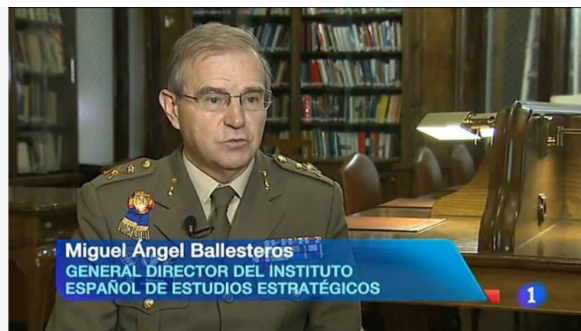 Miguel Ángel Ballesteros
GENERAL DIRECTOR DEL INSTITUTO
ESPAÑOL DE ESTUDIOS ESTRATÉGICOS
1